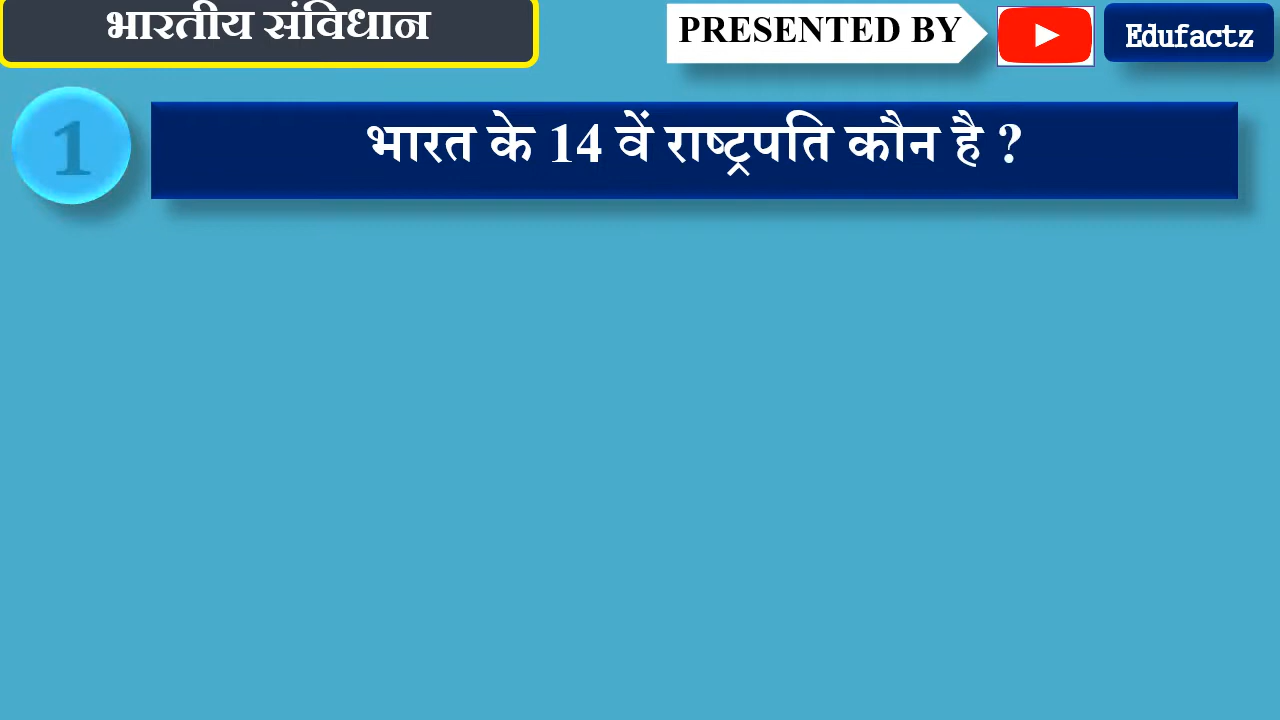 भारतीय संविधान
PRESENTED BY
Edufactz
1
भारत के 14 वें राष्ट्रपति कौन है ?